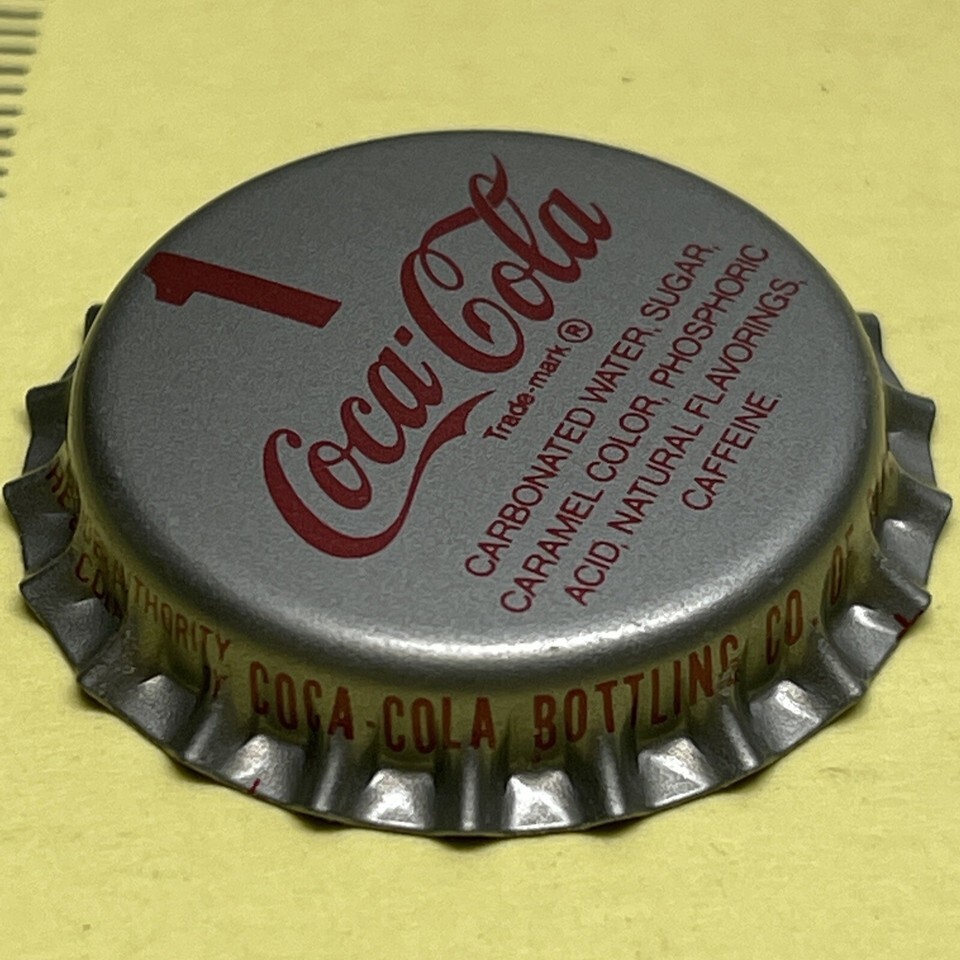 1
Coca-Cola
Trade-mark ®
CARBONATED WATER, SUGAR,
CARAMEL COLOR, PHOSPHORIC
ACID, NATURAL FLAVORINGS,
CAFFEINE.
AUTHORITY
COCA-COLA BOTTLING CO. OF